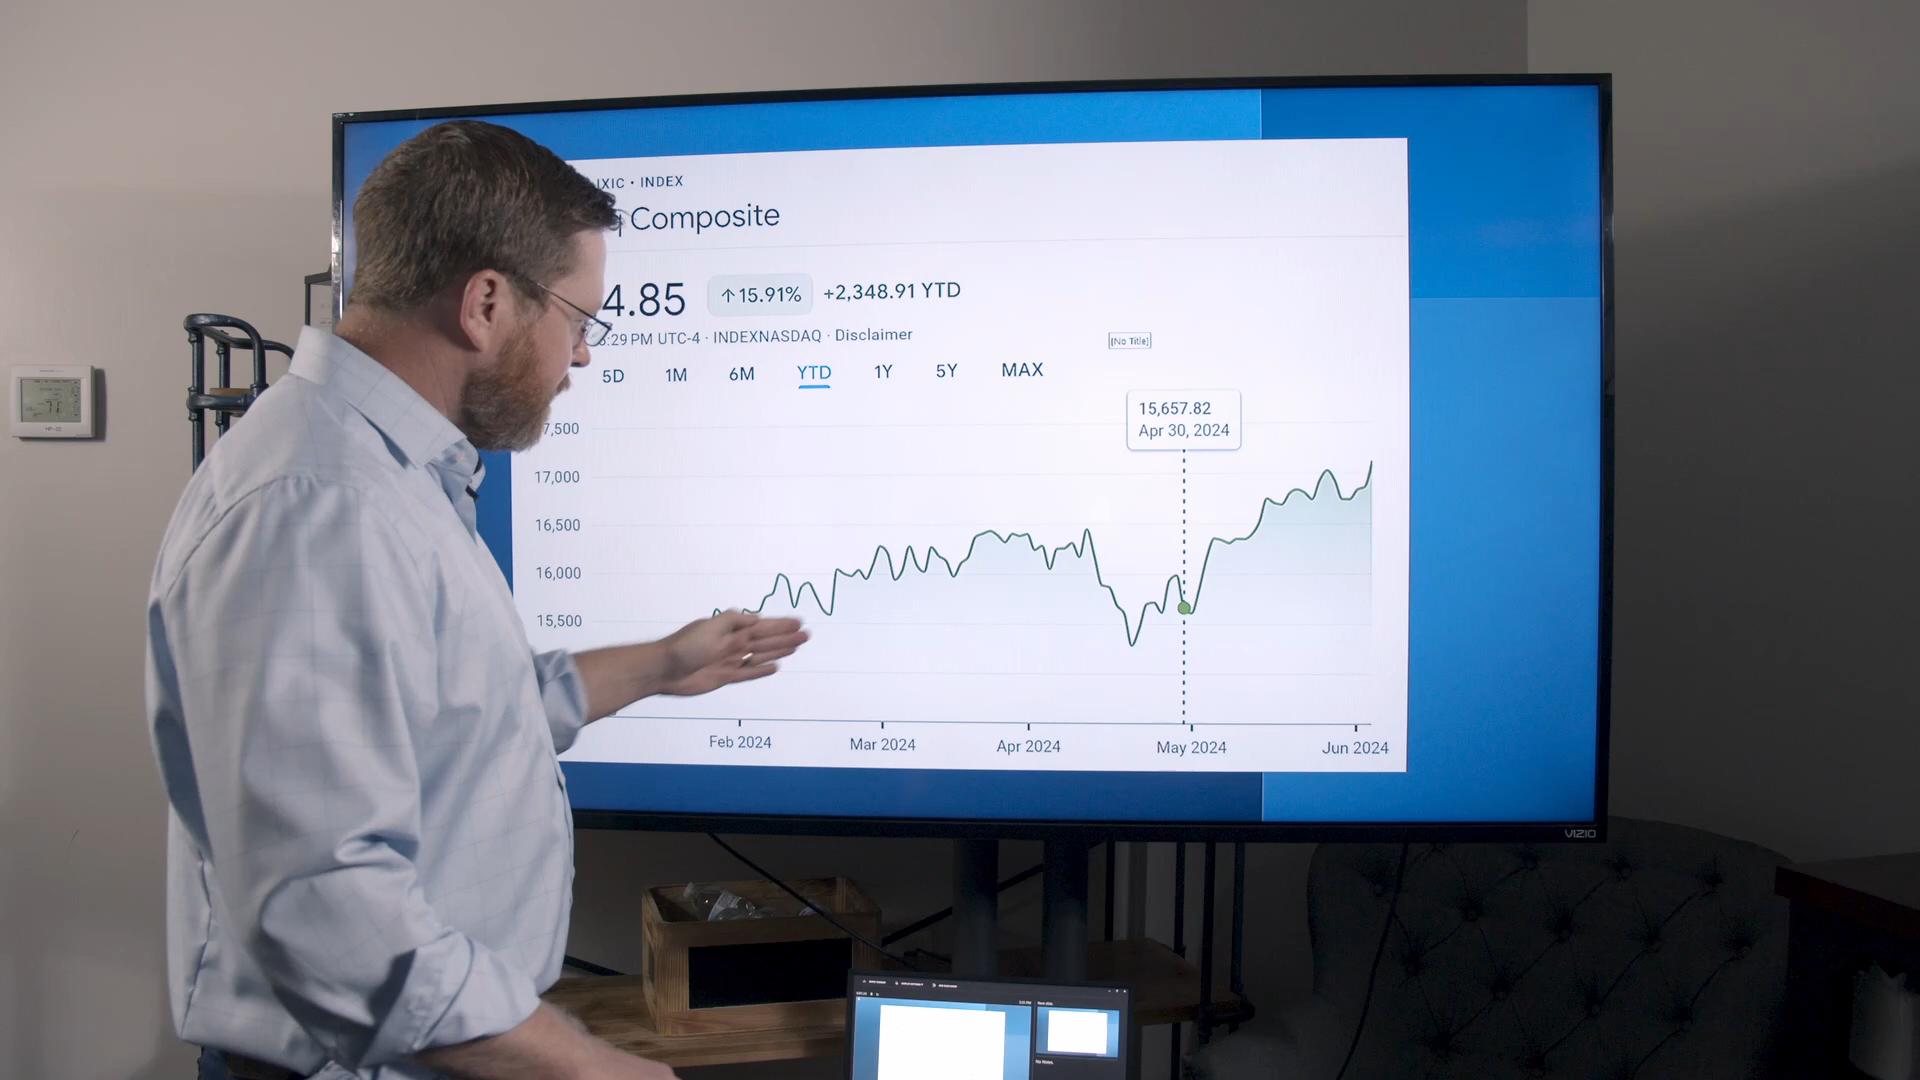 IXIC • INDEX
Composite
4.85 ↑ 15.91% +2,348.91 YTD
:29 PM UTC-4 · INDEXNASDAQ · Disclaimer
[No Title]
5D 1M 6M YTD 1Y 5Y MAX
15,657.82
Apr 30, 2024
7,500
17,000
16,500
16,000
15,500
Feb 2024 Mar 2024 Apr 2024 May 2024 Jun 2024
VIZIO
No Notes.